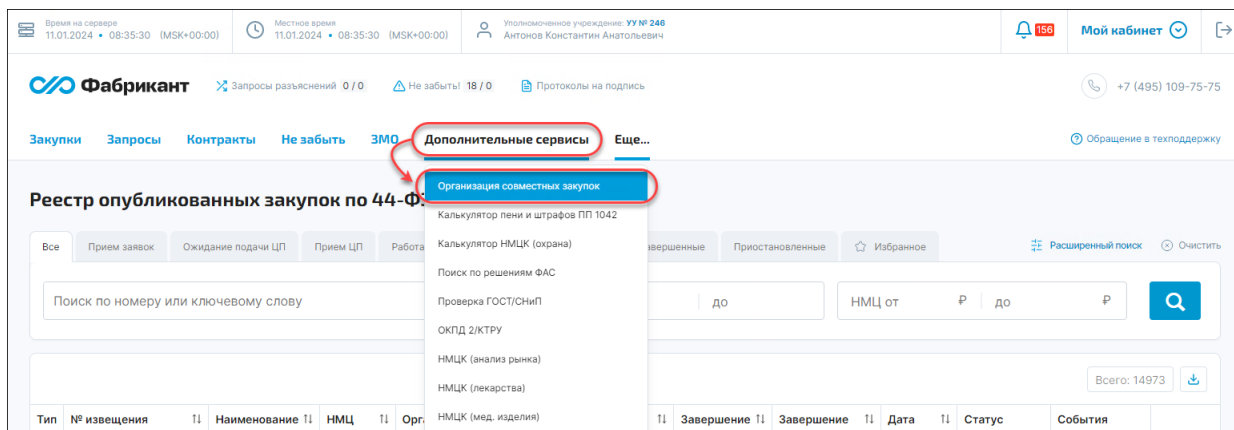 Время на сервере
11.01.2024 • 08:35:30 (MSK+00:00)
Местное время
11.01.2024 • 08:35:30 (MSK+00:00)
Уполномоченное учреждение: УУ № 246
Антонов Константин Анатольевич
156
Мой кабинет
Фабрикант
Запросы разъяснений 0 / 0
Не забыть! 18 / 0
Протоколы на подпись
+7 (495) 109-75-75
Закупки Запросы Контракты Не забыть ЗМО Дополнительные сервисы Еще...
Обращение в техподдержку
Организация совместных закупок
Реестр опубликованных закупок по 44-Ф
Калькулятор пени и штрафов ПП 1042
Все Прием заявок Ожидание подачи ЦП Прием ЦП Работа
Калькулятор НМЦК (охрана)
авершенные Приостановленные Избранное
Расширенный поиск Очистить
Поиск по решениям ФАС
Поиск по номеру или ключевому слову
Проверка ГОСТ/СНиП
до
НМЦ от ₽ до ₽
ОКПД 2/КТРУ
НМЦК (анализ рынка)
Всего: 14973
НМЦК (лекарства)
НМЦК (мед. изделия)
Тип № извещения Наименование НМЦ Орг Завершение Завершение Дата Статус События